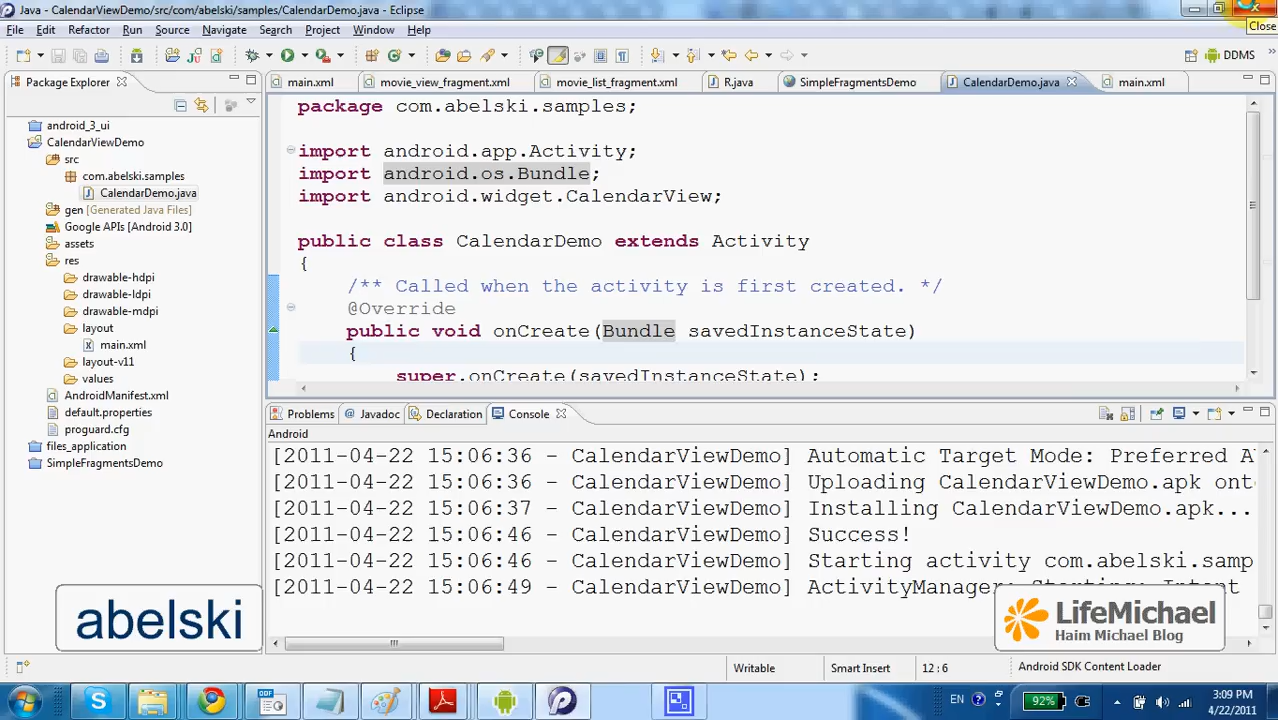 Java - CalendarViewDemo/src/com/abelski/samples/CalendarDemo.java - Eclipse
Close
File Edit Refactor Run Source Navigate Search Project Window Help
DDMS
Package Explorer
main.xml movie_view_fragment.xml movie_list_fragment.xml R.java SimpleFragmentsDemo CalendarDemo.java main.xml
android_3_ui
CalendarViewDemo
src
com.abelski.samples
CalendarDemo.java
gen [Generated Java Files]
Google APIs [Android 3.0]
assets
res
drawable-hdpi
drawable-ldpi
drawable-mdpi
layout
main.xml
layout-v11
values
AndroidManifest.xml
default.properties
proguard.cfg
files_application
SimpleFragmentsDemo
package com.abelski.samples;
import android.app.Activity;
import android.os.Bundle;
import android.widget.CalendarView;
public class CalendarDemo extends Activity
{
/** Called when the activity is first created. */
@Override
public void onCreate(Bundle savedInstanceState)
{
super.onCreate(savedInstanceState);
Problems @ Javadoc Declaration Console
Android
[2011-04-22 15:06:36 - CalendarViewDemo] Automatic Target Mode: Preferred A
[2011-04-22 15:06:36 - CalendarViewDemo] Uploading CalendarViewDemo.apk ont
[2011-04-22 15:06:37 - CalendarViewDemo] Installing CalendarViewDemo.apk...
[2011-04-22 15:06:46 - CalendarViewDemo] Success!
[2011-04-22 15:06:46 - CalendarViewDemo] Starting activity com.abelski.samp
[2011-04-22 15:06:49 - CalendarViewDemo] ActivityManager: Starting: Intent
abelski
LifeMichael
Haim Michael Blog
Writable Smart Insert 12 : 6 Android SDK Content Loader
EN 92% 3:09 PM
4/22/2011